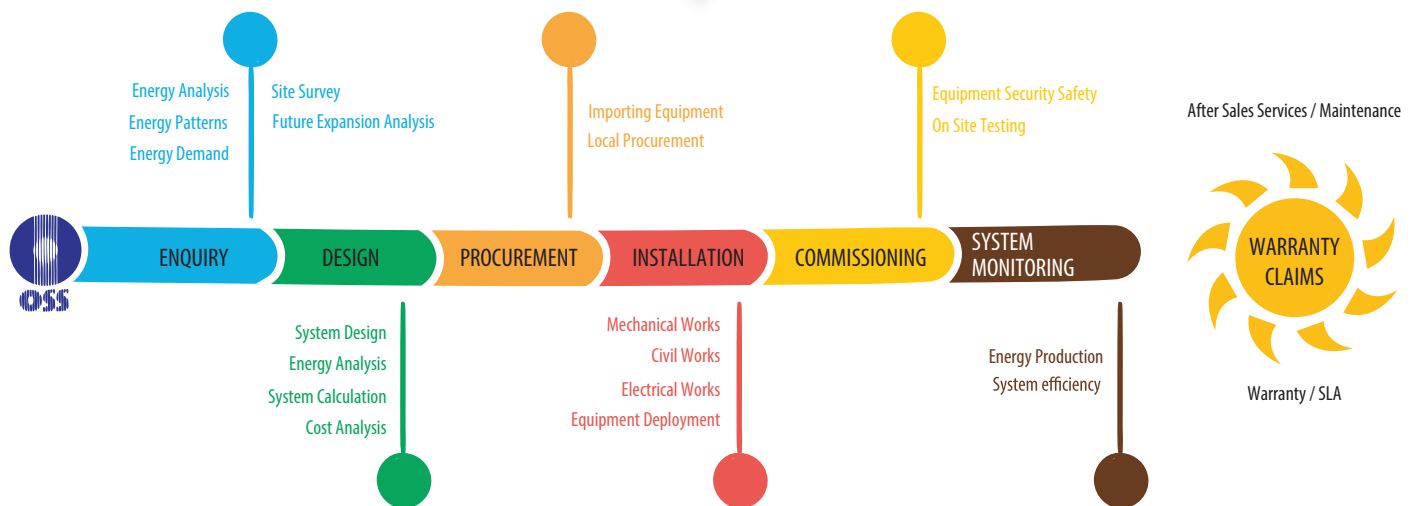 Energy Analysis
Energy Patterns
Energy Demand
Site Survey
Future Expansion Analysis
Importing Equipment
Local Procurement
Equipment Security Safety
On Site Testing
After Sales Services / Maintenance
OSS
ENQUIRY
DESIGN
PROCUREMENT
INSTALLATION
COMMISSIONING
SYSTEM
MONITORING
WARRANTY
CLAIMS
System Design
Energy Analysis
System Calculation
Cost Analysis
Mechanical Works
Civil Works
Electrical Works
Equipment Deployment
Energy Production
System efficiency
Warranty / SLA